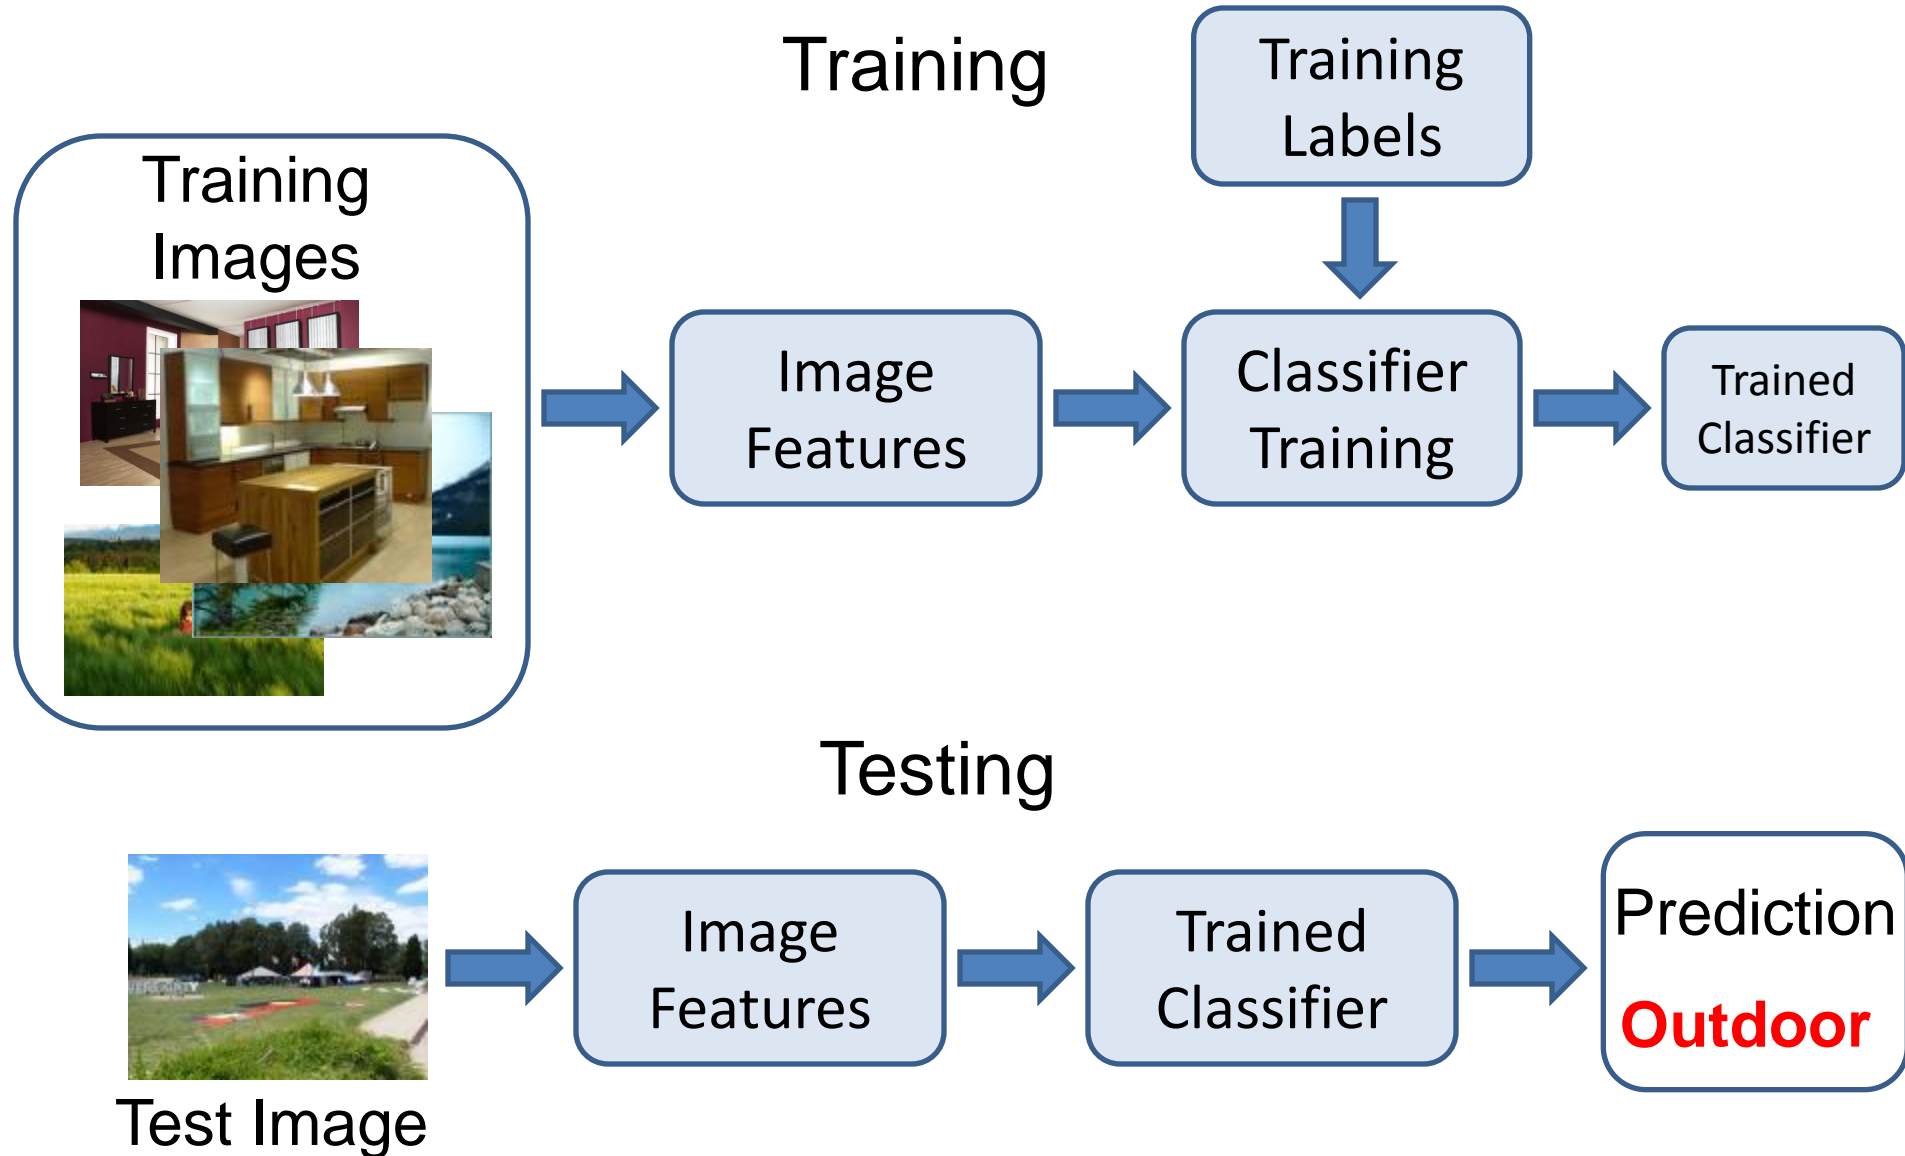 Training
Training
Labels
Training
Images
Image
Features
Classifier
Training
Trained
Classifier
Testing
Image
Features
Trained
Classifier
Prediction
Outdoor
Test Image